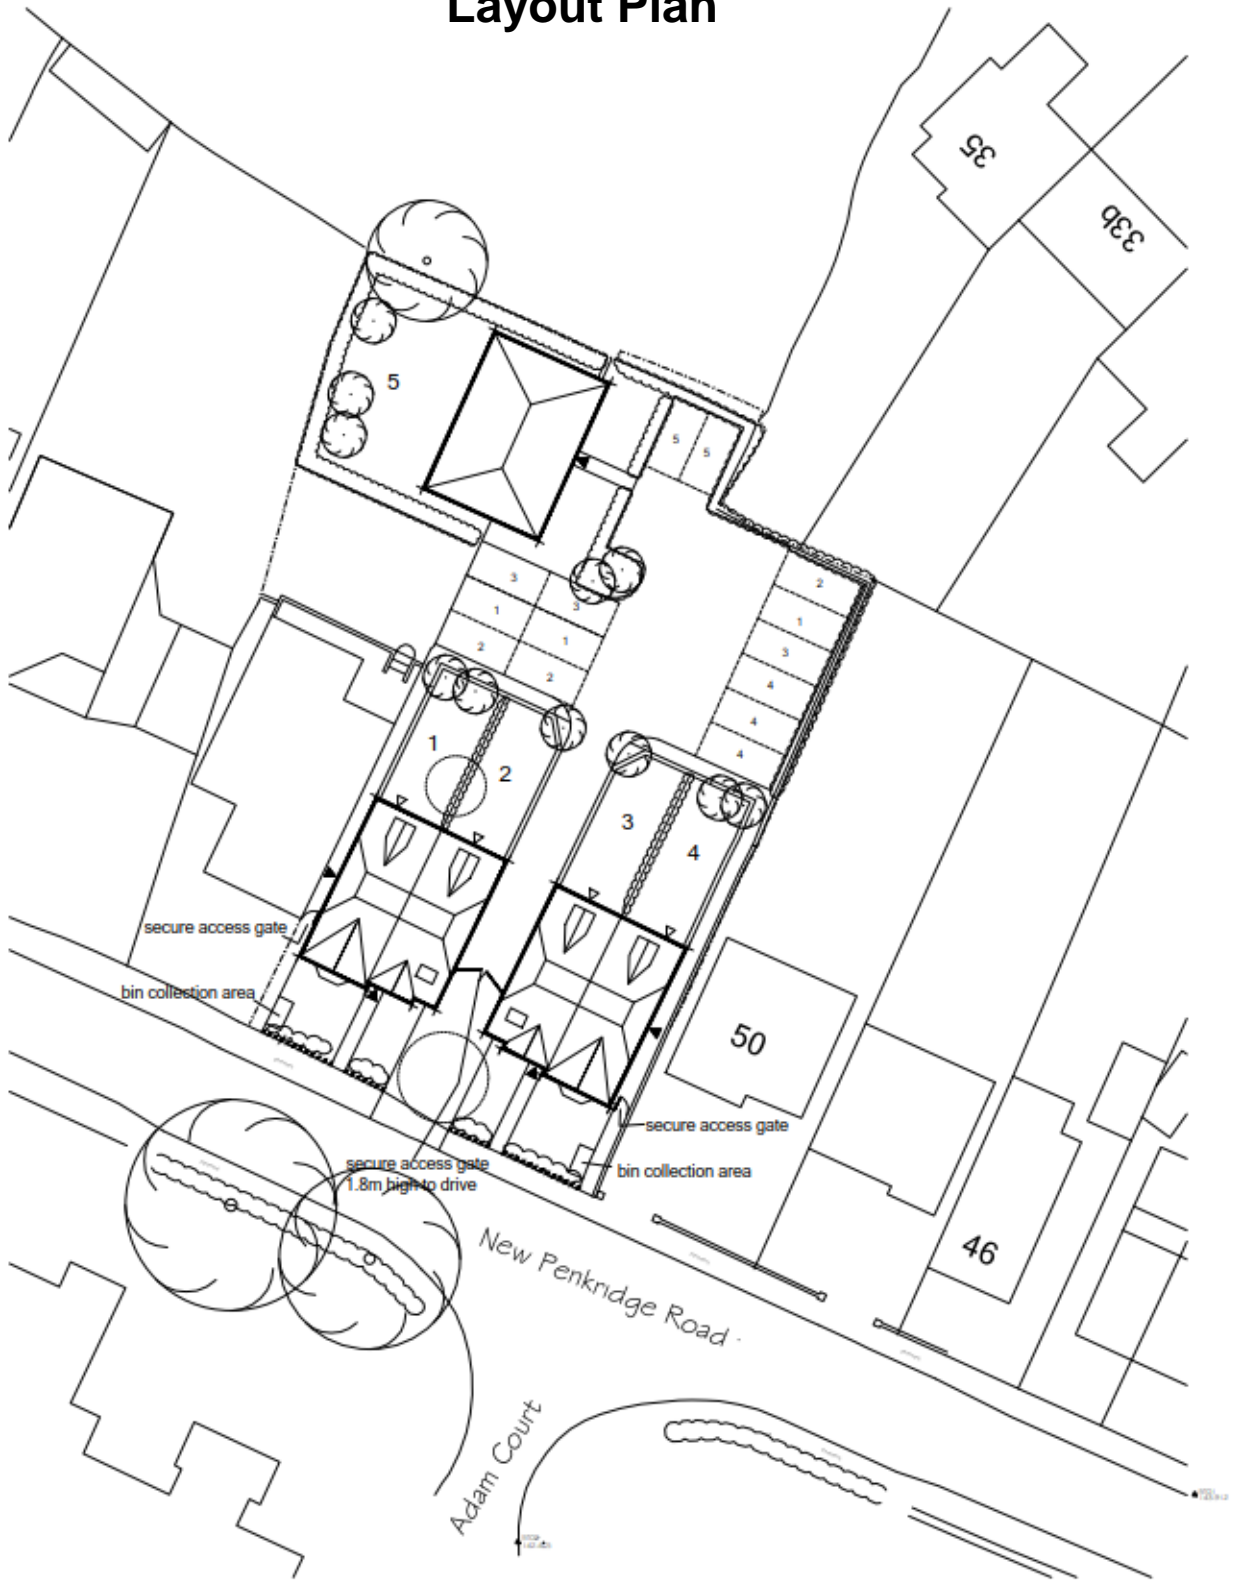 Layout Plan
35
33b
5
5
5
3
3
1
1
2
2
2
1
3
4
4
4
1
2
3
4
secure access gate
bin collection area
50
secure access gate
bin collection area
secure access gate
1.8m high to drive
New Penkridge Road
46
Adam Court